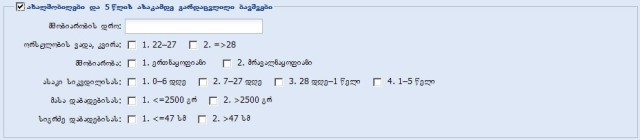 ახალშობილები და 5 წლის ასაკამდე გარდაცვლილი ბავშვები
მშობიარობის დრო:
ორსულობის ვადა, კვირა: 1. 22–27 2. =>28
მშობიარობა: 1. ერთნაყოფიანი 2. მრავალნაყოფიანი
ასაკი სიკვდილისას: 1. 0–6 დღე 2. 7–27 დღე 3. 28 დღე–1 წელი 4. 1–5 წელი
მასა დაბადებისას: 1. <=2500 გრ 2. >2500 გრ
სიგრძე დაბადებისას: 1. <=47 სმ 2. >47 სმ